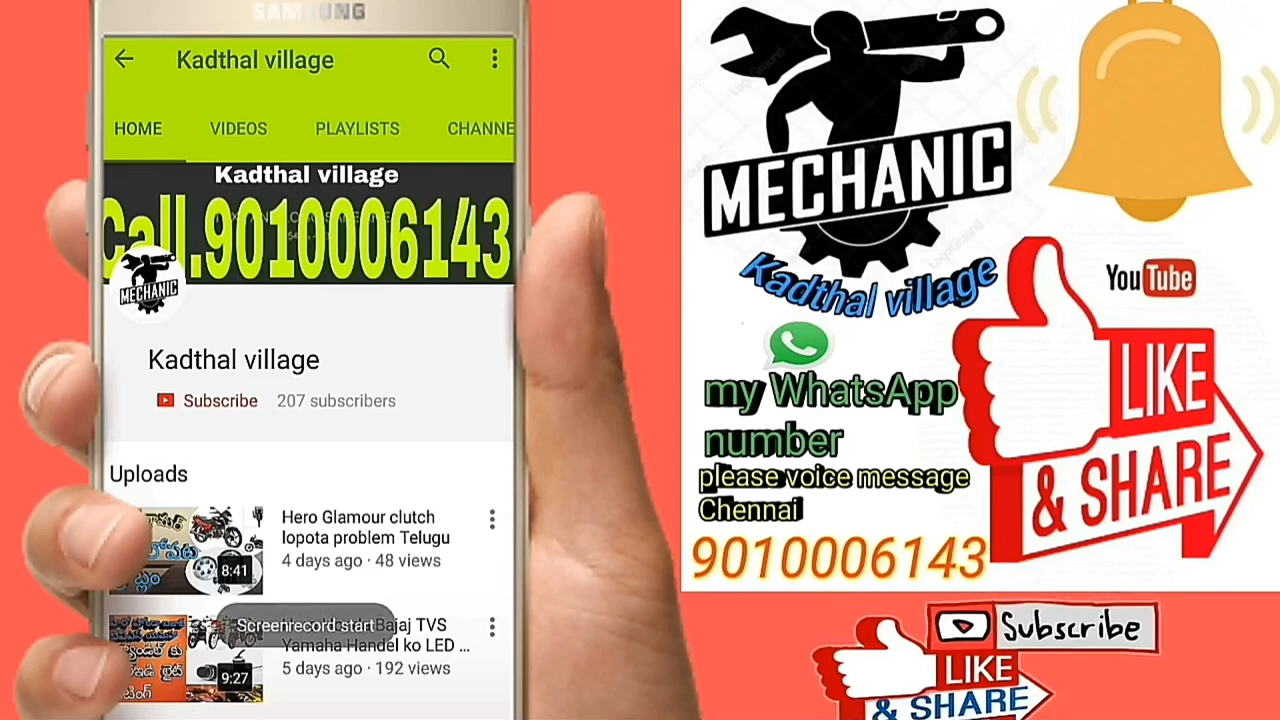 SAMSUNG
Kadthal village
HOME VIDEOS PLAYLISTS CHANNE
Kadthal village
Call.9010006143
MECHANIC
Kadthal village
Subscribe 207 subscribers
Uploads
Hero Glamour clutch
lopota problem Telugu
4 days ago · 48 views
8:41
Screenrecord start
Bajaj TVS
Yamaha Handel ko LED ...
5 days ago · 192 views
9:27
MECHANIC
Kadthal village
my WhatsApp
number
please voice message
Chennai
9010006143
YouTube
LIKE
& SHARE
Subscribe
LIKE
& SHARE